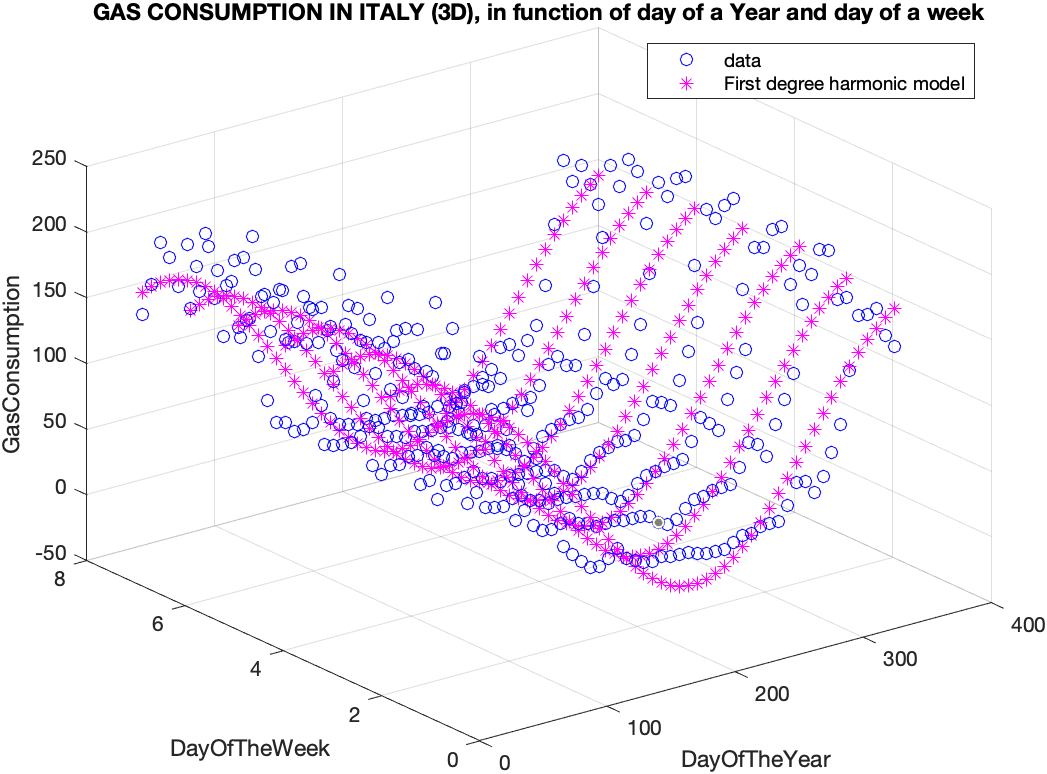 GAS CONSUMPTION IN ITALY (3D), in function of day of a Year and day of a week
data
First degree harmonic model
250
200
150
100
50
0
-50
GasConsumption
8
6
4
2
0
DayOfTheWeek
0
100
200
300
400
DayOfTheYear